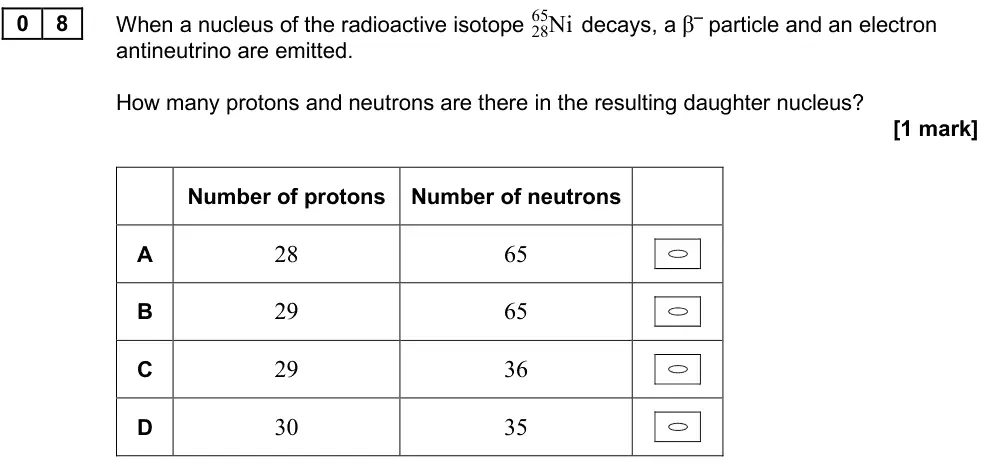 0 8 When a nucleus of the radioactive isotope ⁶⁵₂₈Ni decays, a β⁻ particle and an electron
antineutrino are emitted.
How many protons and neutrons are there in the resulting daughter nucleus?
[1 mark]
Number of protons Number of neutrons
A 28 65
B 29 65
C 29 36
D 30 35